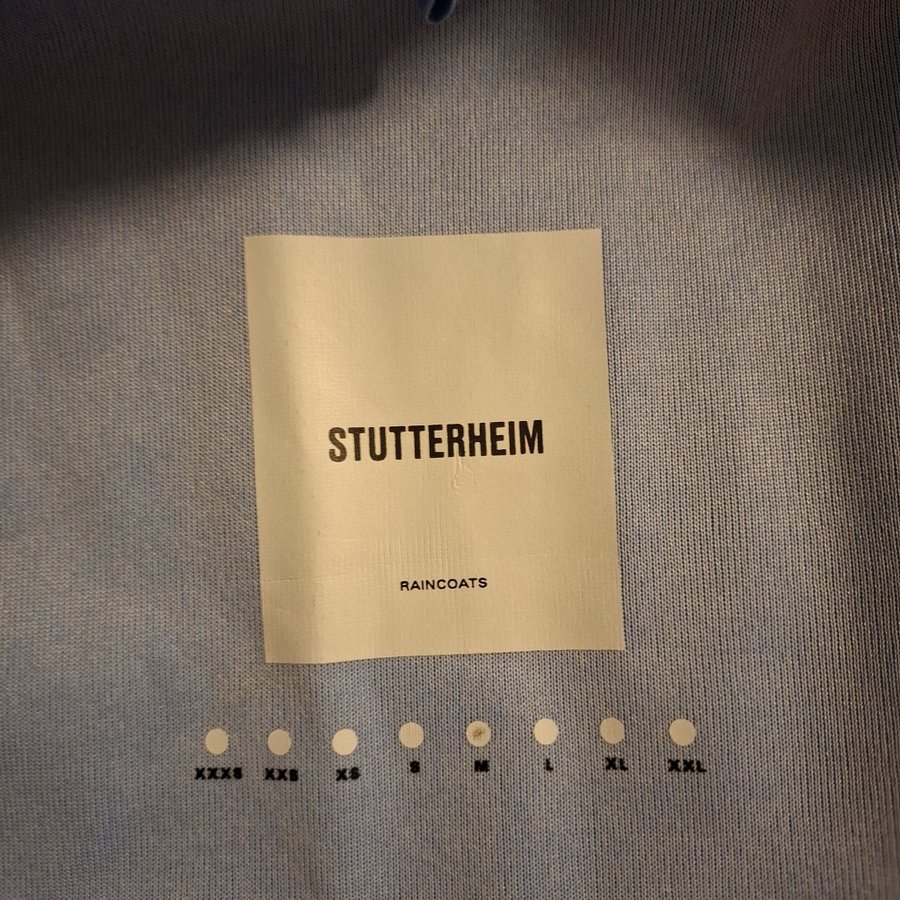 STUTTERHEIM
RAINCOATS
XXXS XXS XS S M L XL XXL